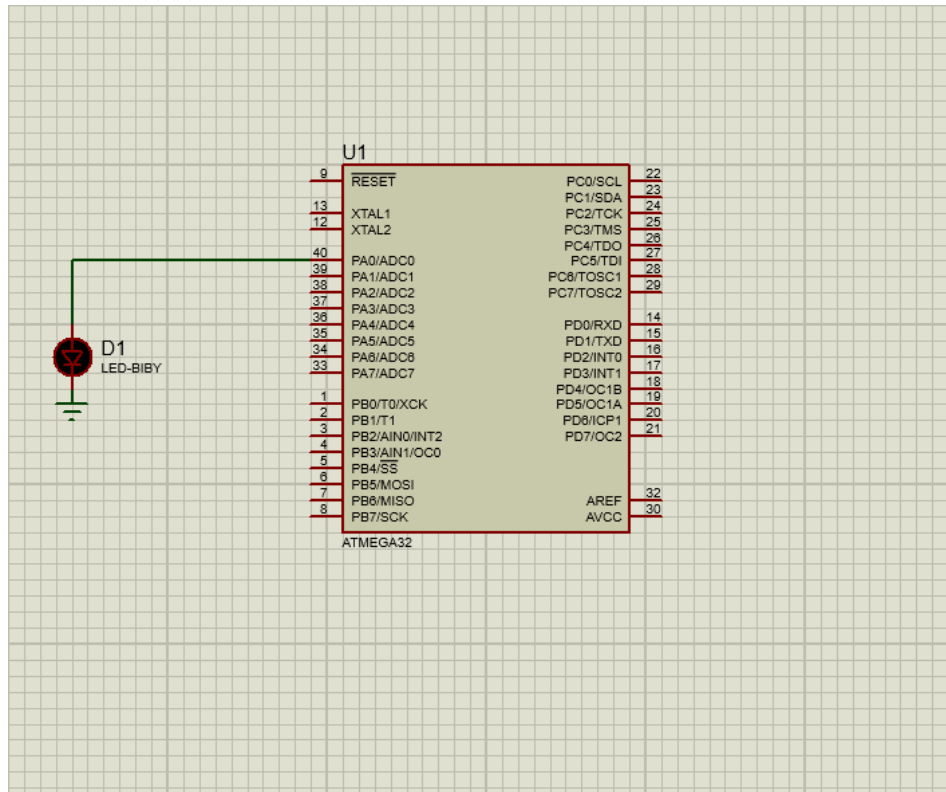 U1
9 RESET
13 XTAL1
12 XTAL2
40 PA0/ADC0
39 PA1/ADC1
38 PA2/ADC2
37 PA3/ADC3
36 PA4/ADC4
35 PA5/ADC5
34 PA6/ADC6
33 PA7/ADC7
1 PB0/T0/XCK
2 PB1/T1
3 PB2/AIN0/INT2
4 PB3/AIN1/OC0
5 PB4/SS
6 PB5/MOSI
7 PB6/MISO
8 PB7/SCK
PC0/SCL 22
PC1/SDA 23
PC2/TCK 24
PC3/TMS 25
PC4/TDO 26
PC5/TDI 27
PC6/TOSC1 28
PC7/TOSC2 29
PD0/RXD 14
PD1/TXD 15
PD2/INT0 16
PD3/INT1 17
PD4/OC1B 18
PD5/OC1A 19
PD6/ICP1 20
PD7/OC2 21
AREF 32
AVCC 30
ATMEGA32
D1
LED-BIBY